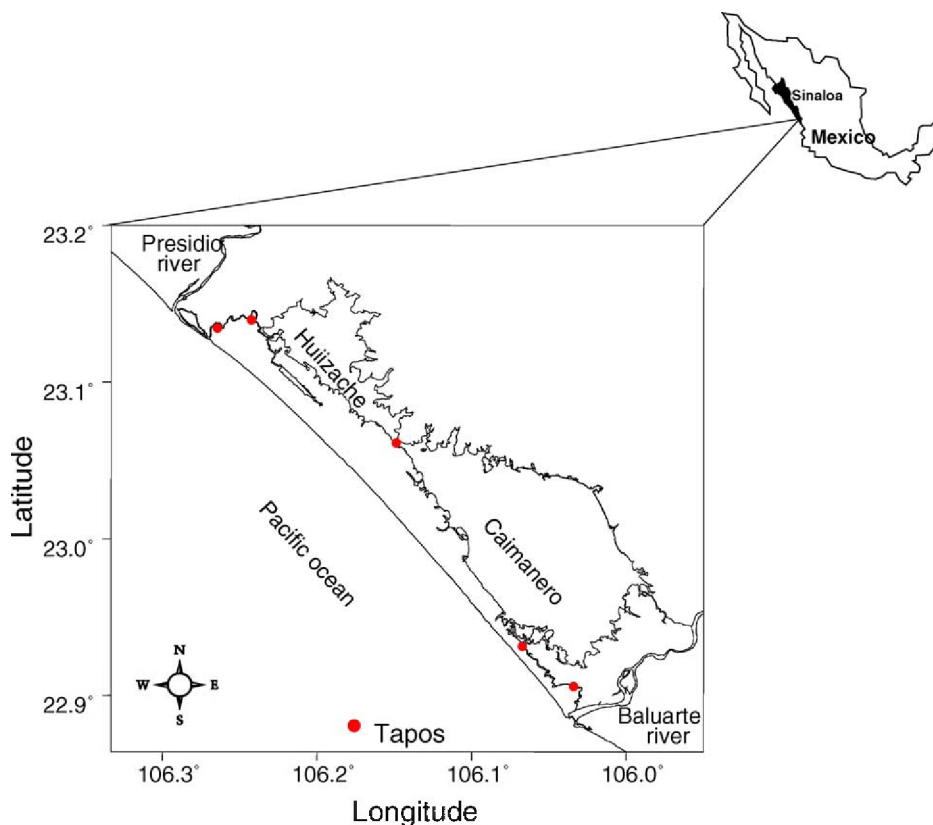 Sinaloa
Mexico
23.2°
Presidio
river
Huiizache
23.1°
Latitude
Pacific ocean
Caimanero
23.0°
N
W E
S
22.9°
Tapos
Baluarte
river
106.3° 106.2° 106.1° 106.0°
Longitude